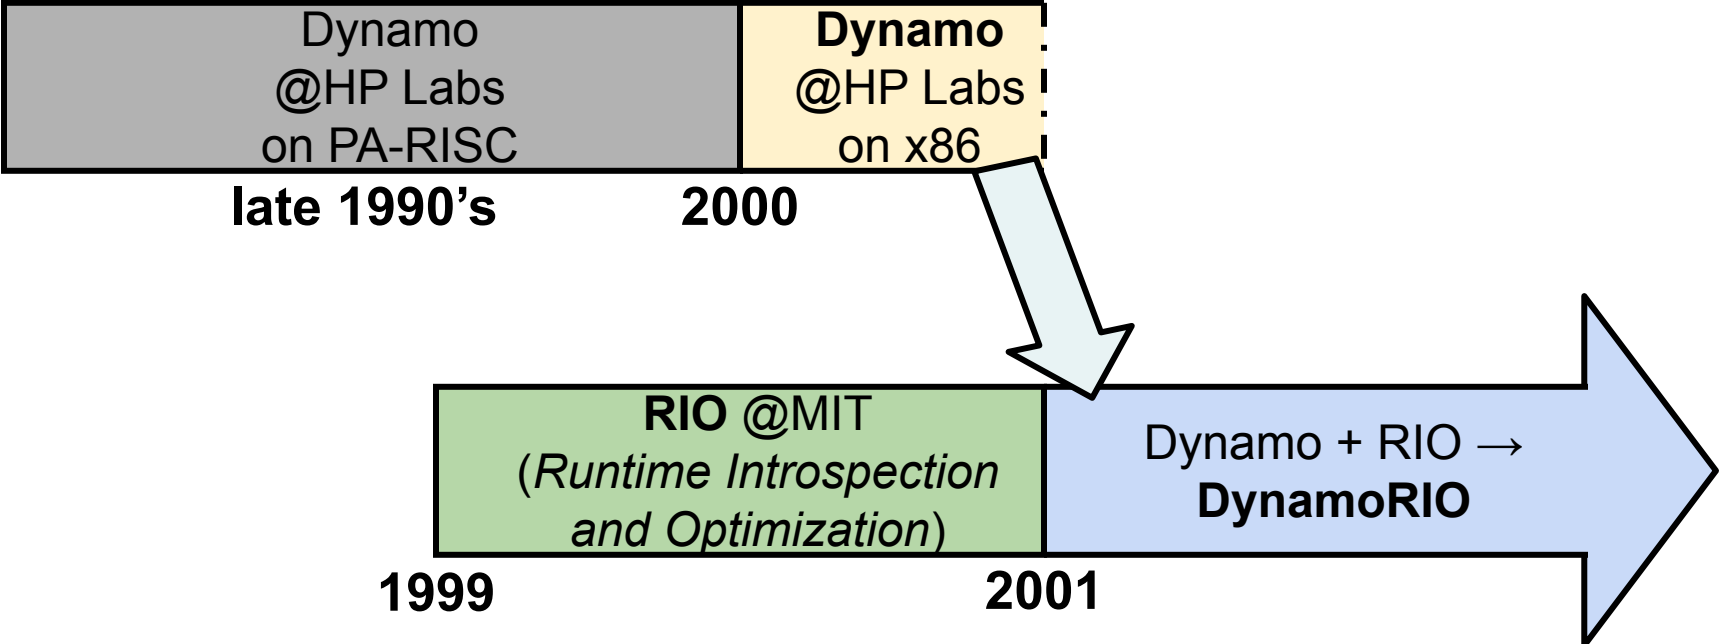 Dynamo
@HP Labs
on PA-RISC
Dynamo
@HP Labs
on x86
late 1990’s
2000
RIO @MIT
(Runtime Introspection
and Optimization)
Dynamo + RIO →
DynamoRIO
1999
2001